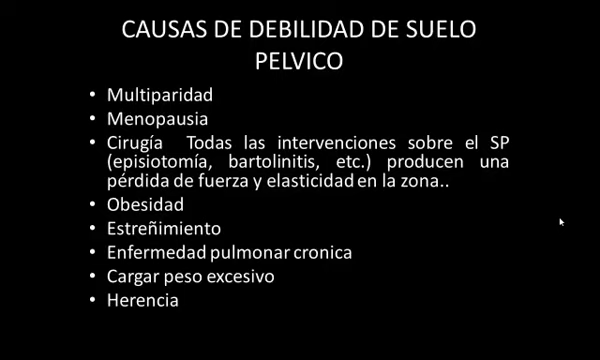 CAUSAS DE DEBILIDAD DE SUELO
PELVICO
• Multiparidad
• Menopausia
• Cirugía Todas las intervenciones sobre el SP
(episiotomía, bartolinitis, etc.) producen una
pérdida de fuerza y elasticidad en la zona..
• Obesidad
• Estreñimiento
• Enfermedad pulmonar cronica
• Cargar peso excesivo
• Herencia